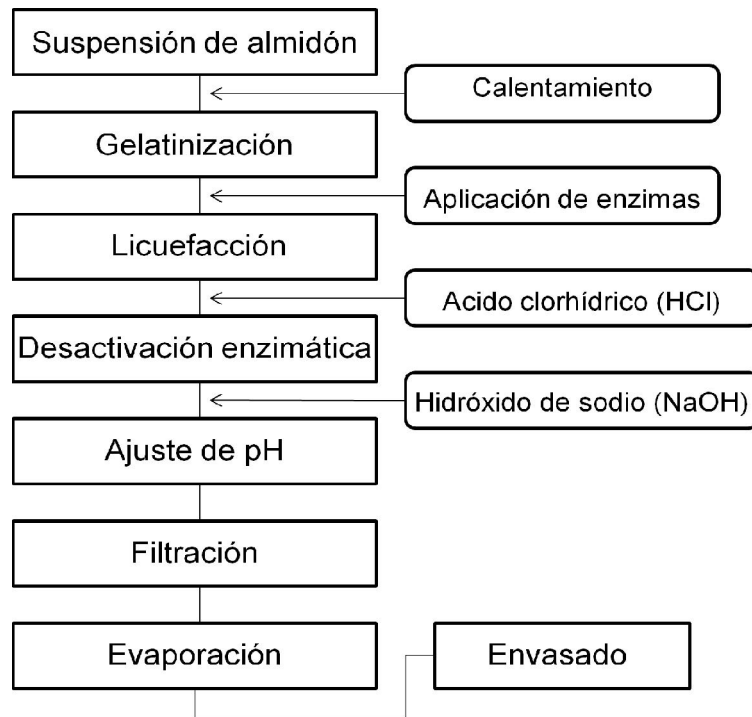 Suspensión de almidón
Calentamiento
Gelatinización
Aplicación de enzimas
Licuefacción
Acido clorhídrico (HCl)
Desactivación enzimática
Hidróxido de sodio (NaOH)
Ajuste de pH
Filtración
Evaporación
Envasado